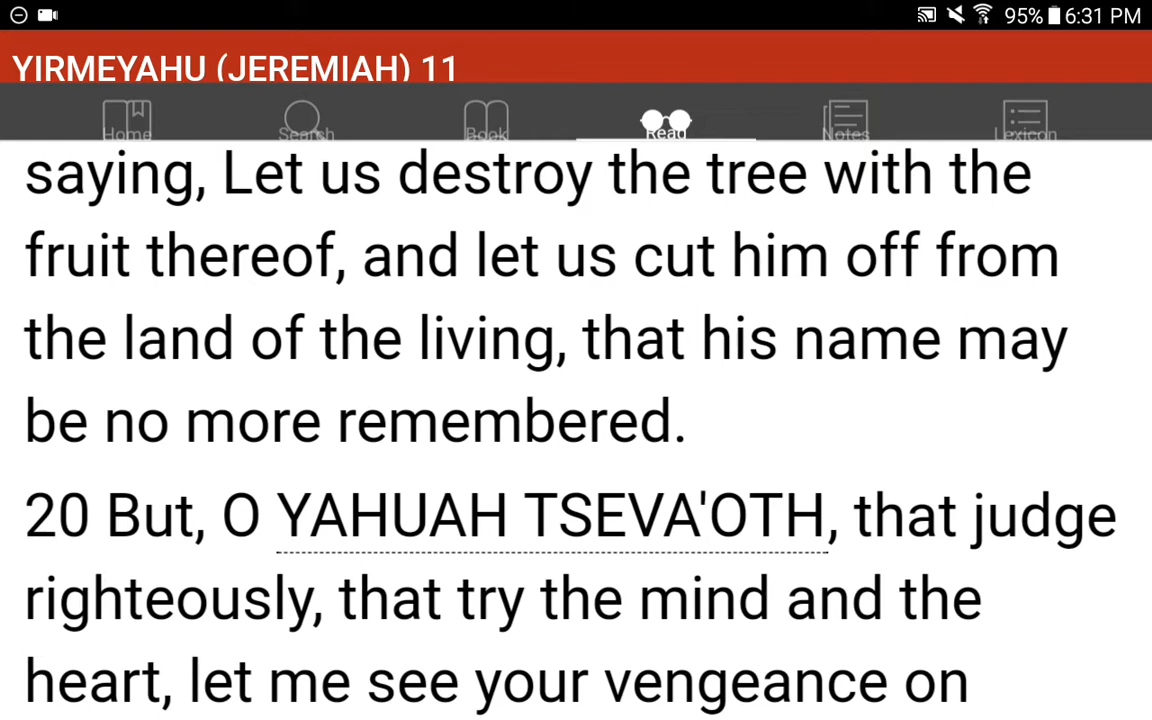 95% 6:31 PM
YIRMEYAHU (JEREMIAH) 11
Home Search Book Read Notes Lexicon
saying, Let us destroy the tree with the
fruit thereof, and let us cut him off from
the land of the living, that his name may
be no more remembered.
20 But, O YAHUAH TSEVA'OTH, that judge
righteously, that try the mind and the
heart, let me see your vengeance on